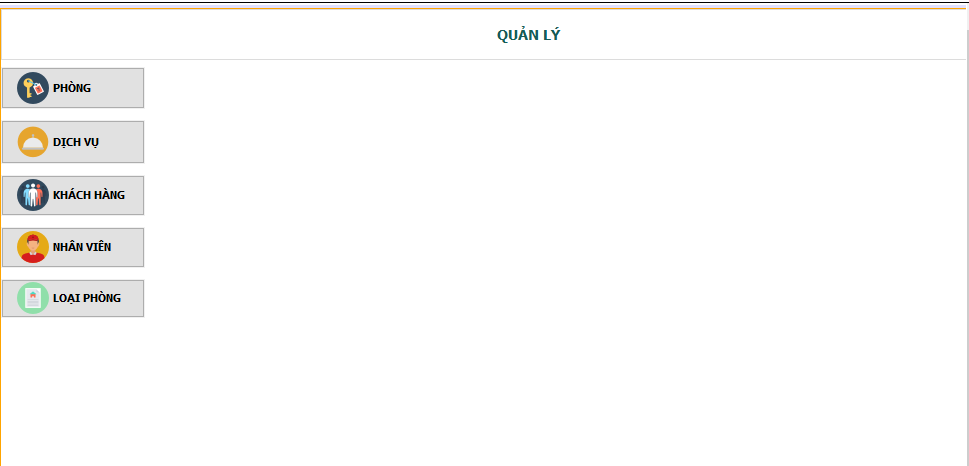 QUẢN LÝ
PHÒNG
DỊCH VỤ
KHÁCH HÀNG
NHÂN VIÊN
LOẠI PHÒNG